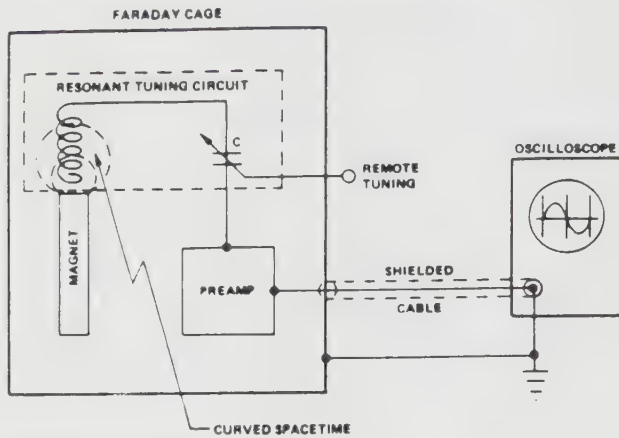 FARADAY CAGE
RESONANT TUNING CIRCUIT
C
OSCILLOSCOPE
REMOTE
TUNING
MAGNET
PREAMP
SHIELDED
CABLE
CURVED SPACETIME